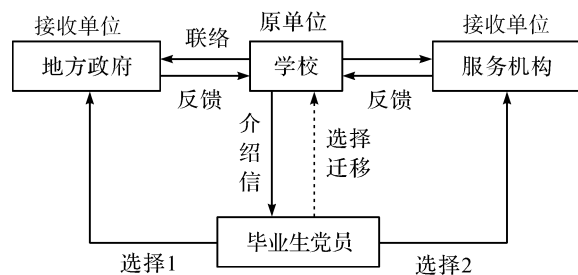 接收单位
原单位
接收单位
地方政府
联络
学校
服务机构
反馈
反馈
介绍信
选择
迁移
毕业生党员
选择1
选择2